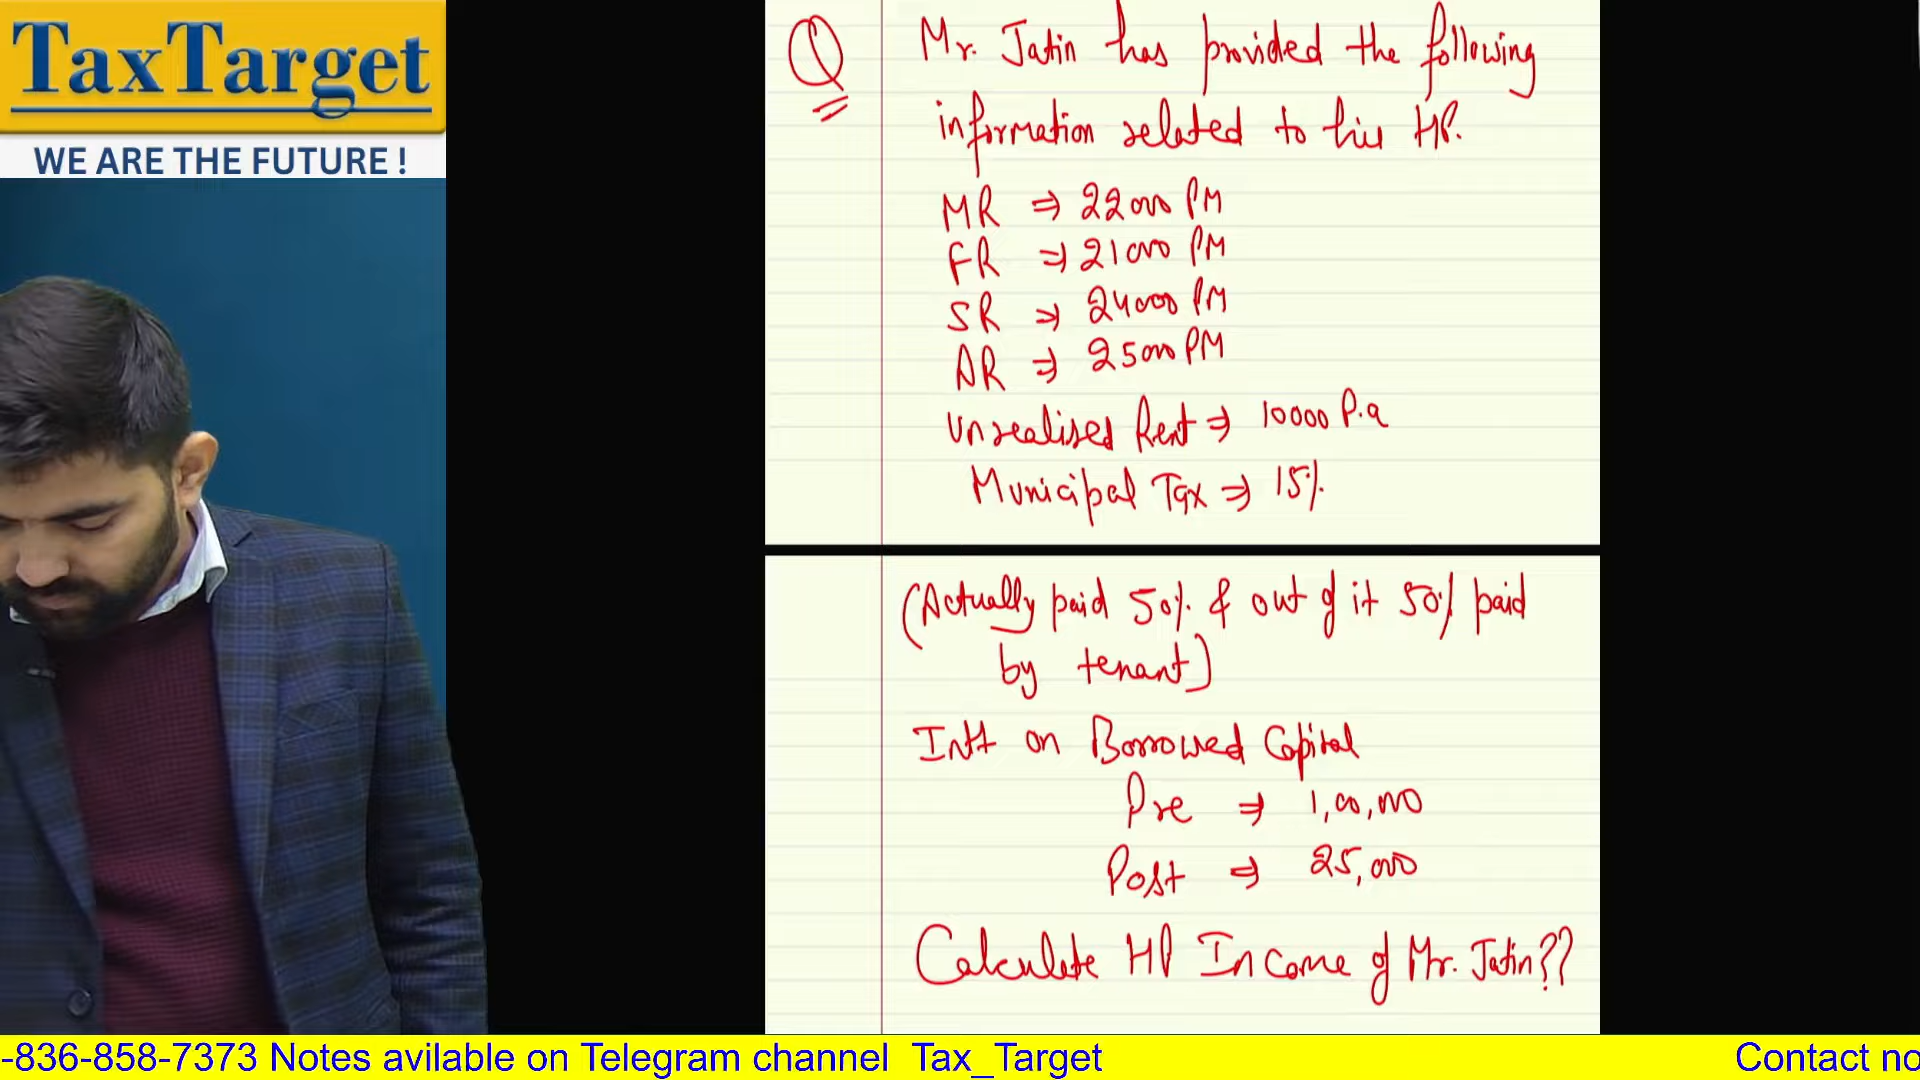 TaxTarget
WE ARE THE FUTURE !
Q Mr. Jatin has provided the following
information related to his HP.
MR ⇒ 22000 PM
FR ⇒ 21000 PM
SR ⇒ 24000 PM
AR ⇒ 25000 PM
Unrealised Rent ⇒ 10000 P.a
Municipal Tax ⇒ 15%
(Actually paid 50% & out of it 50% paid
by tenant)
Intt on Borrowed Capital
Pre ⇒ 1,00,000
Post ⇒ 25,000
Calculate HP Income of Mr. Jatin??
-836-858-7373 Notes avilable on Telegram channel Tax_Target
Contact no